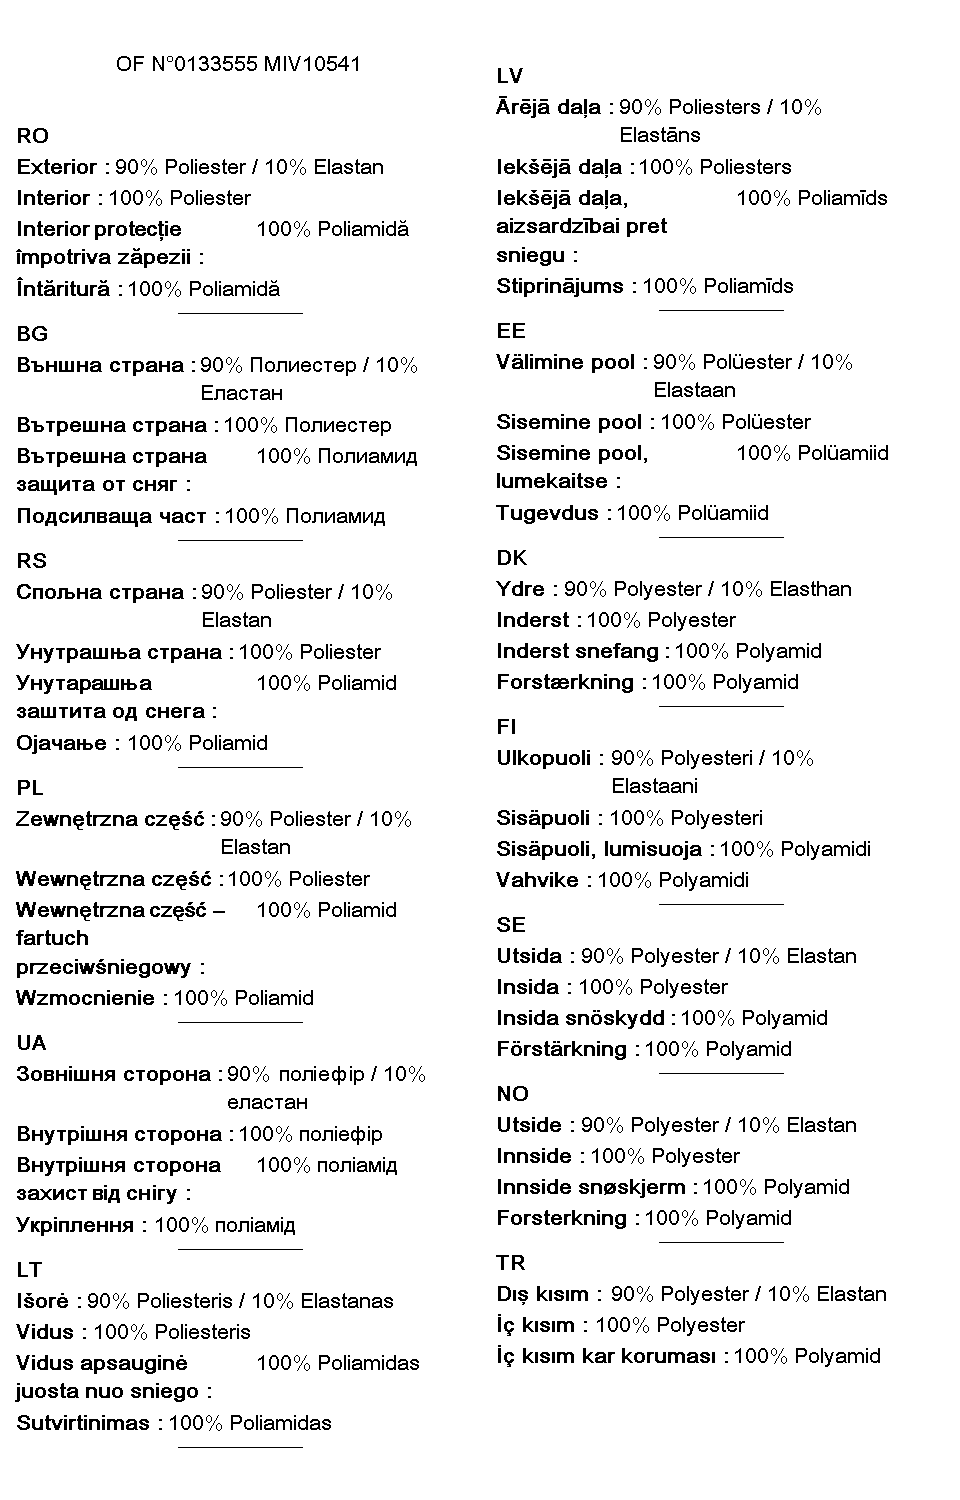 OF N°0133555 MIV10541
RO
Exterior : 90% Poliester / 10% Elastan
Interior : 100% Poliester
Interior protecție 100% Poliamidă
împotriva zăpezii :
Întăritură : 100% Poliamidă
BG
Външна страна : 90% Полиестер / 10%
Еластан
Вътрешна страна : 100% Полиестер
Вътрешна страна 100% Полиамид
защита от сняг :
Подсилваща част : 100% Полиамид
RS
Спољна страна : 90% Poliester / 10%
Elastan
Унутрашња страна : 100% Poliester
Унутарашња 100% Poliamid
заштита од снега :
Ојачање : 100% Poliamid
PL
Zewnętrzna część : 90% Poliester / 10%
Elastan
Wewnętrzna część : 100% Poliester
Wewnętrzna część – 100% Poliamid
fartuch
przeciwśniegowy :
Wzmocnienie : 100% Poliamid
UA
Зовнішня сторона : 90% поліефір / 10%
еластан
Внутрішня сторона : 100% поліефір
Внутрішня сторона 100% поліамід
захист від снігу :
Укріплення : 100% поліамід
LT
Išorė : 90% Poliesteris / 10% Elastanas
Vidus : 100% Poliesteris
Vidus apsauginė 100% Poliamidas
juosta nuo sniego :
Sutvirtinimas : 100% Poliamidas
LV
Ārējā daļa : 90% Poliesters / 10%
Elastāns
Iekšējā daļa : 100% Poliesters
Iekšējā daļa, 100% Poliamīds
aizsardzībai pret
sniegu :
Stiprinājums : 100% Poliamīds
EE
Välimine pool : 90% Polüester / 10%
Elastaan
Sisemine pool : 100% Polüester
Sisemine pool, 100% Polüamiid
lumekaitse :
Tugevdus : 100% Polüamiid
DK
Ydre : 90% Polyester / 10% Elasthan
Inderst : 100% Polyester
Inderst snefang : 100% Polyamid
Forstærkning : 100% Polyamid
FI
Ulkopuoli : 90% Polyesteri / 10%
Elastaani
Sisäpuoli : 100% Polyesteri
Sisäpuoli, lumisuoja : 100% Polyamidi
Vahvike : 100% Polyamidi
SE
Utsida : 90% Polyester / 10% Elastan
Insida : 100% Polyester
Insida snöskydd : 100% Polyamid
Förstärkning : 100% Polyamid
NO
Utside : 90% Polyester / 10% Elastan
Innside : 100% Polyester
Innside snøskjerm : 100% Polyamid
Forsterkning : 100% Polyamid
TR
Dış kısım : 90% Polyester / 10% Elastan
İç kısım : 100% Polyester
İç kısım kar koruması : 100% Polyamid